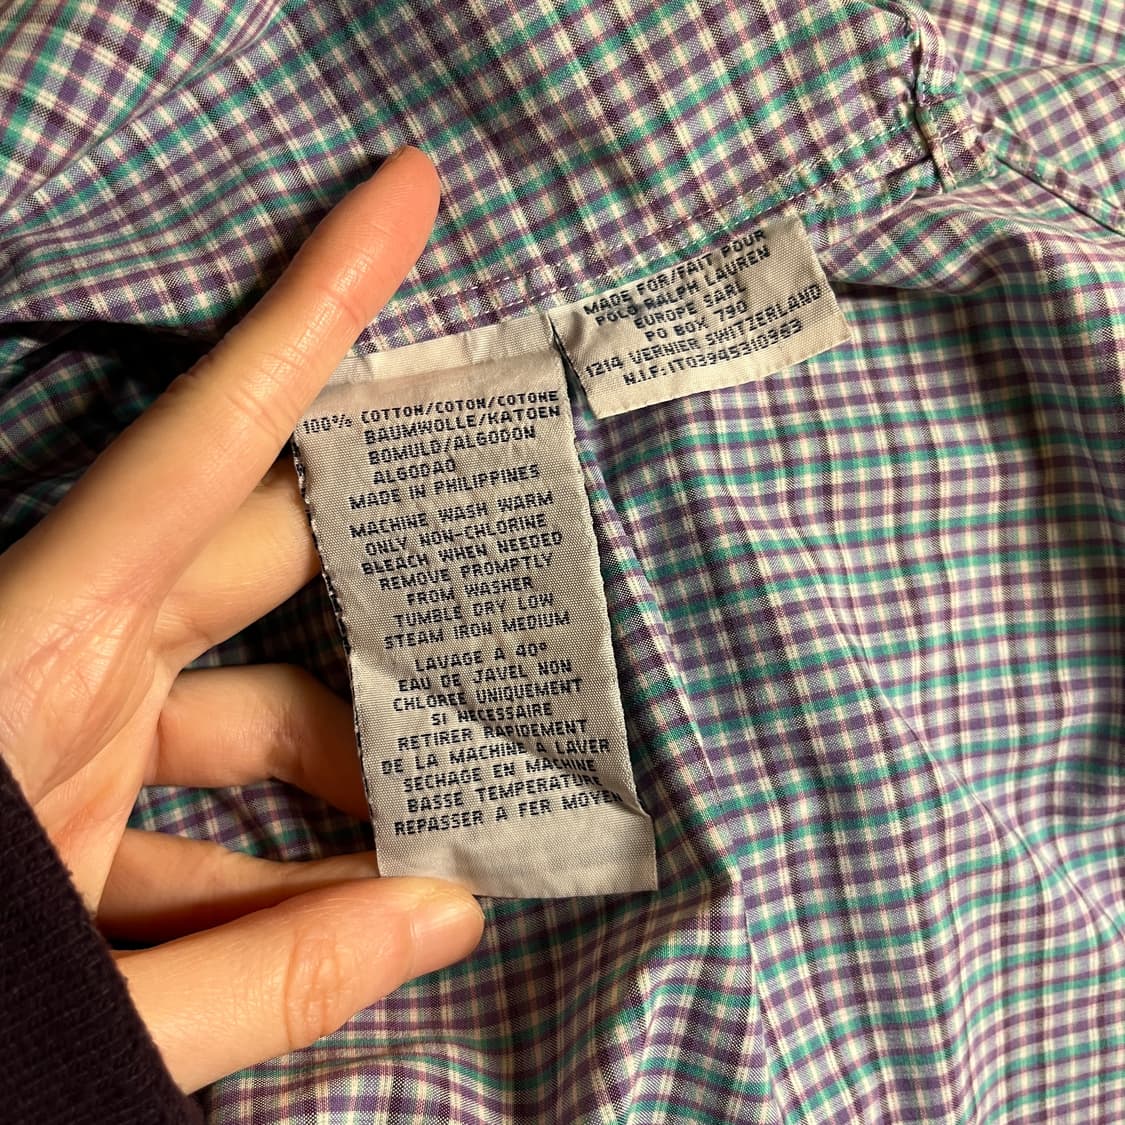 100% COTTON/COTON/COTONE
BAUMWOLLE/KATOEN
BOMULD/ALGODON
ALGODAO
MADE IN PHILIPPINES
MACHINE WASH WARM
ONLY NON-CHLORINE
BLEACH WHEN NEEDED
REMOVE PROMPTLY
FROM WASHER
TUMBLE DRY LOW
STEAM IRON MEDIUM
LAVAGE A 40°
EAU DE JAVEL NON
CHLOREE UNIQUEMENT
SI NECESSAIRE
RETIRER RAPIDEMENT
DE LA MACHINE A LAVER
SECHAGE EN MACHINE
BASSE TEMPERATURE
REPASSER A FER MOYEN
MADE FOR/FAIT POUR
POLO RALPH LAUREN
EUROPE SARL
PO BOX 790
1214 VERNIER SWITZERLAND